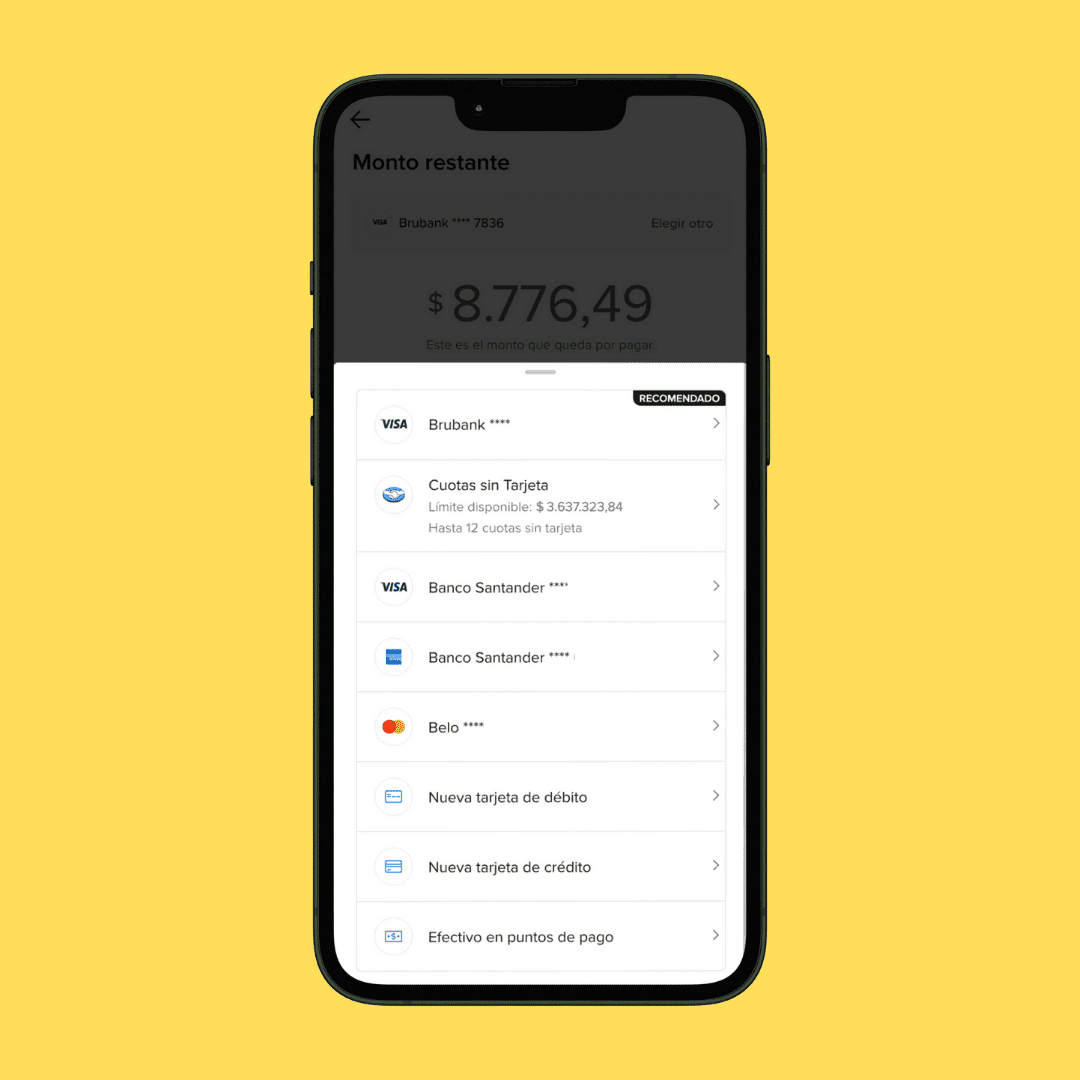 Monto restante
VISA Brubank **** 7836 Elegir otro
$ 8.776,49
Este es el monto que queda por pagar.
RECOMENDADO
VISA Brubank ****
Cuotas sin Tarjeta
Límite disponible: $ 3.637.323,84
Hasta 12 cuotas sin tarjeta
VISA Banco Santander ****
Banco Santander ****
Belo ****
Nueva tarjeta de débito
Nueva tarjeta de crédito
Efectivo en puntos de pago